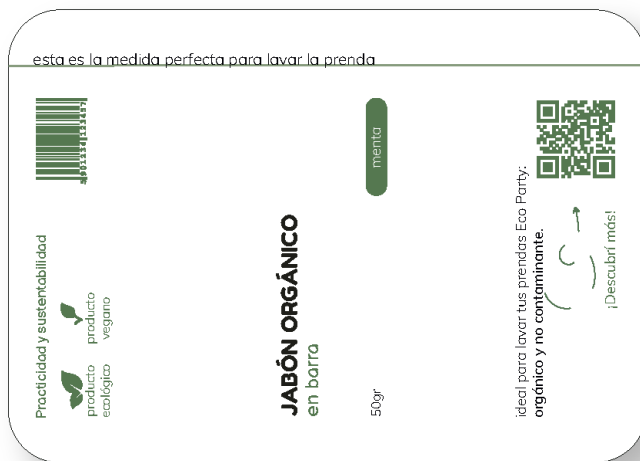 esta es la medida perfecta para lavar la prenda
5901234123457
Practicidad y sustentabilidad
producto
ecológico
producto
vegano
JABÓN ORGÁNICO
en barra
50gr
menta
ideal para lavar tus prendas Eco Party:
orgánico y no contaminante.
¡Descubrí más!